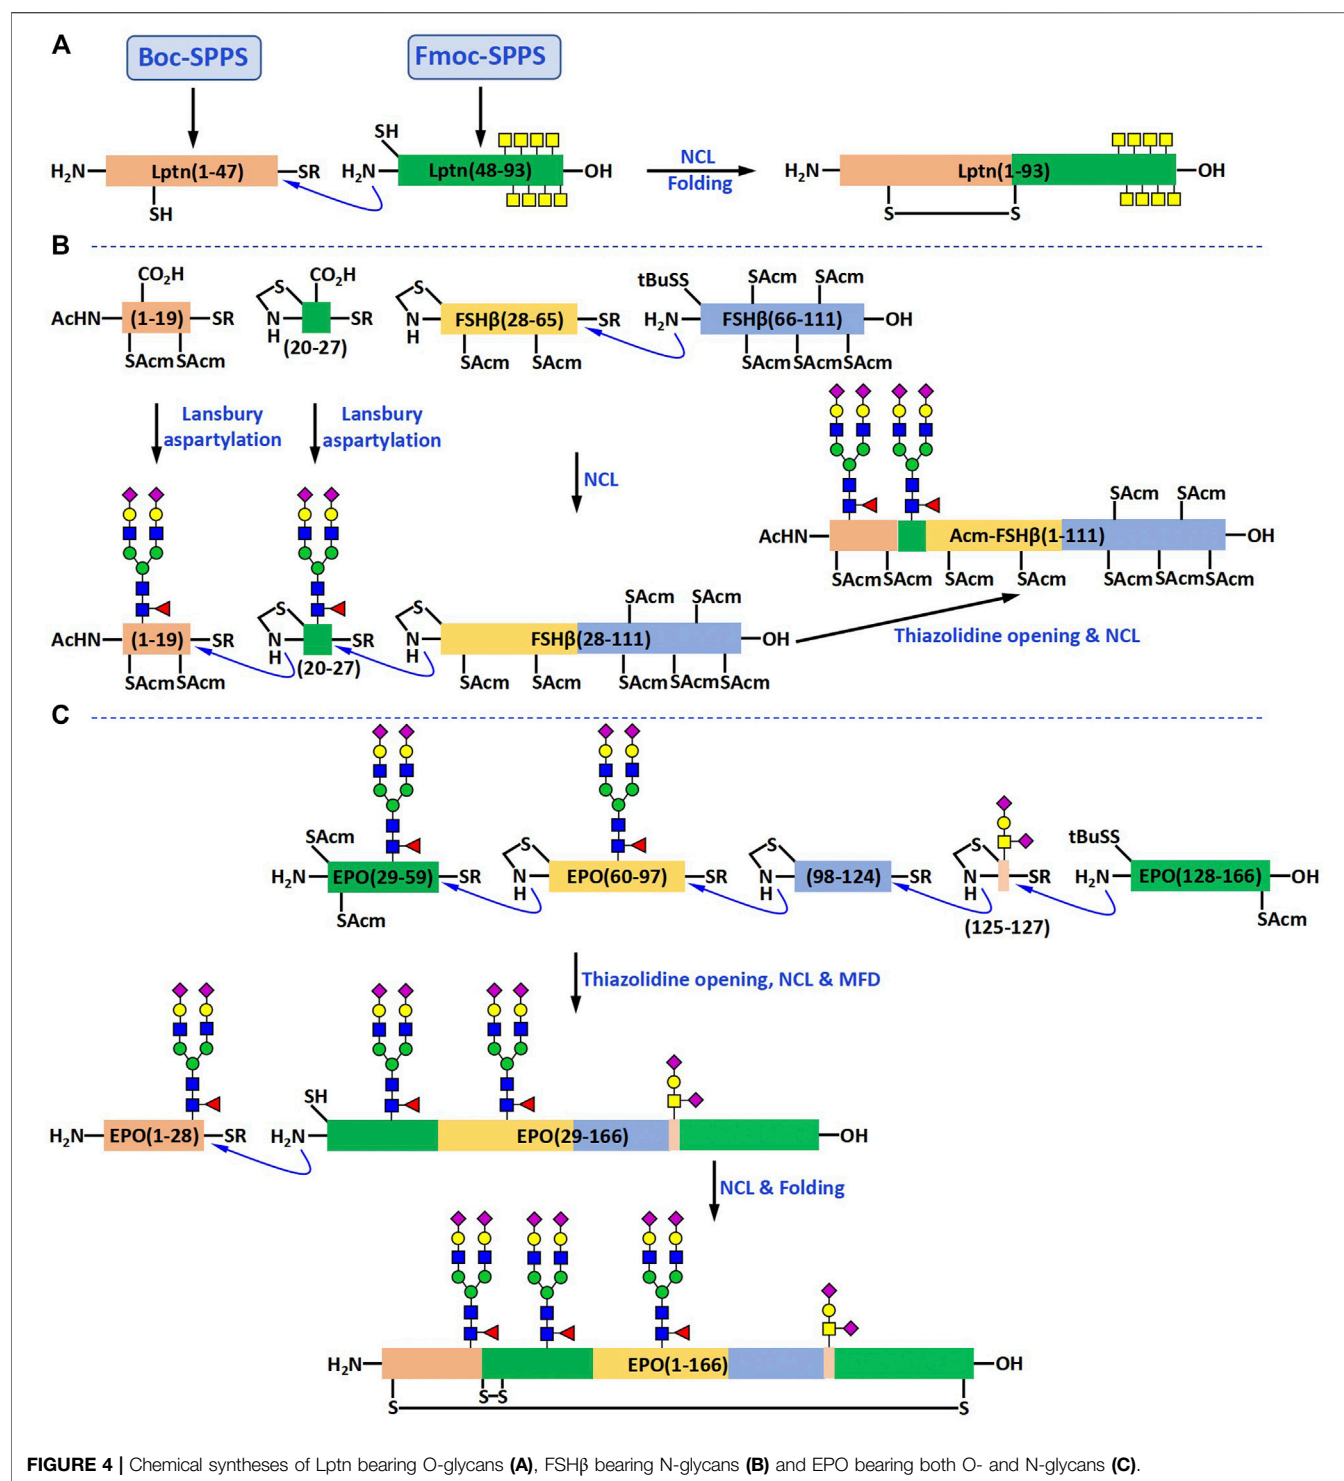 A
Boc-SPPS
Fmoc-SPPS
SH
H₂N
Lptn(1-47)
SR
H₂N
Lptn(48-93)
OH
NCL
Folding
H₂N
Lptn(1-93)
OH
SH
S
S
B
CO₂H
S
CO₂H
S
tBuSS
SAcm
SAcm
AcHN
(1-19)
SR
N
H
SR
N
H
FSHβ(28-65)
SR
H₂N
FSHβ(66-111)
OH
SAcm
SAcm
(20-27)
SAcm
SAcm
SAcm
SAcm
SAcm
Lansbury
aspartylation
Lansbury
aspartylation
NCL
SAcm
SAcm
AcHN
Acm-FSHβ(1-111)
OH
SAcm
SAcm
SAcm
SAcm
SAcm
SAcm
SAcm
S
S
SAcm
SAcm
AcHN
(1-19)
SR
N
H
SR
N
H
FSHβ(28-111)
OH
Thiazolidine opening & NCL
(20-27)
SAcm
SAcm
SAcm
SAcm
SAcm
SAcm
SAcm
C
SAcm
S
S
S
tBuSS
H₂N
EPO(29-59)
SR
N
H
EPO(60-97)
SR
N
H
(98-124)
SR
N
H
SR
H₂N
EPO(128-166)
OH
SAcm
(125-127)
SAcm
Thiazolidine opening, NCL & MFD
SH
H₂N
EPO(1-28)
SR
H₂N
EPO(29-166)
OH
NCL & Folding
H₂N
EPO(1-166)
OH
S
S
S
S
FIGURE 4 | Chemical syntheses of Lptn bearing O-glycans (A), FSHβ bearing N-glycans (B) and EPO bearing both O- and N-glycans (C).